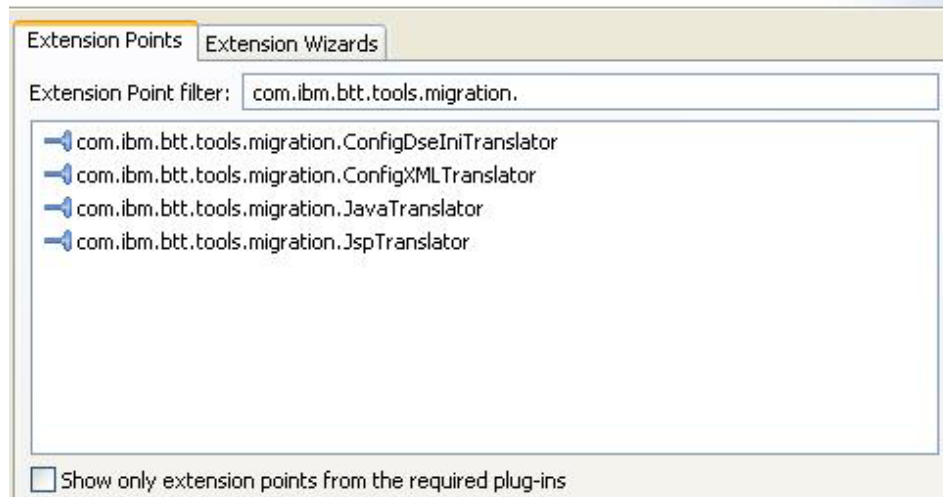 Extension Points Extension Wizards
Extension Point filter: com.ibm.btt.tools.migration.
com.ibm.btt.tools.migration.ConfigDseIniTranslator
com.ibm.btt.tools.migration.ConfigXMLTranslator
com.ibm.btt.tools.migration.JavaTranslator
com.ibm.btt.tools.migration.JspTranslator
Show only extension points from the required plug-ins